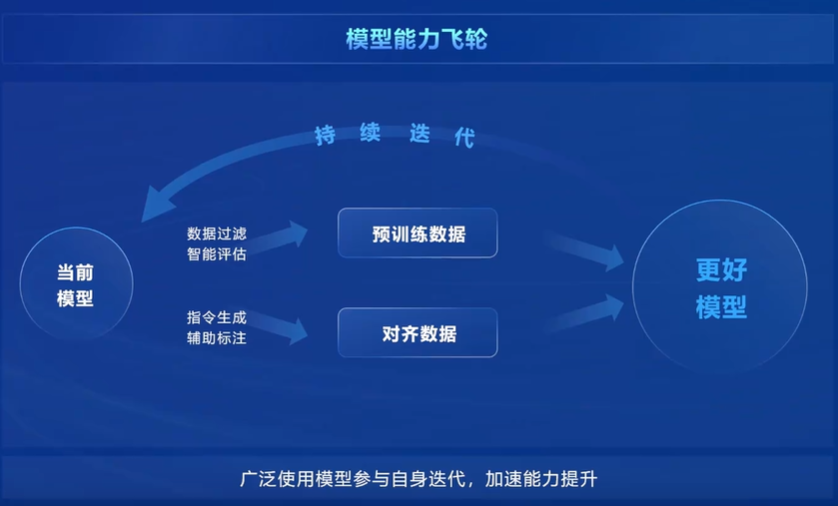 模型能力飞轮
持续迭代
当前
模型
数据过滤
智能评估
预训练数据
指令生成
辅助标注
对齐数据
更好
模型
广泛使用模型参与自身迭代，加速能力提升